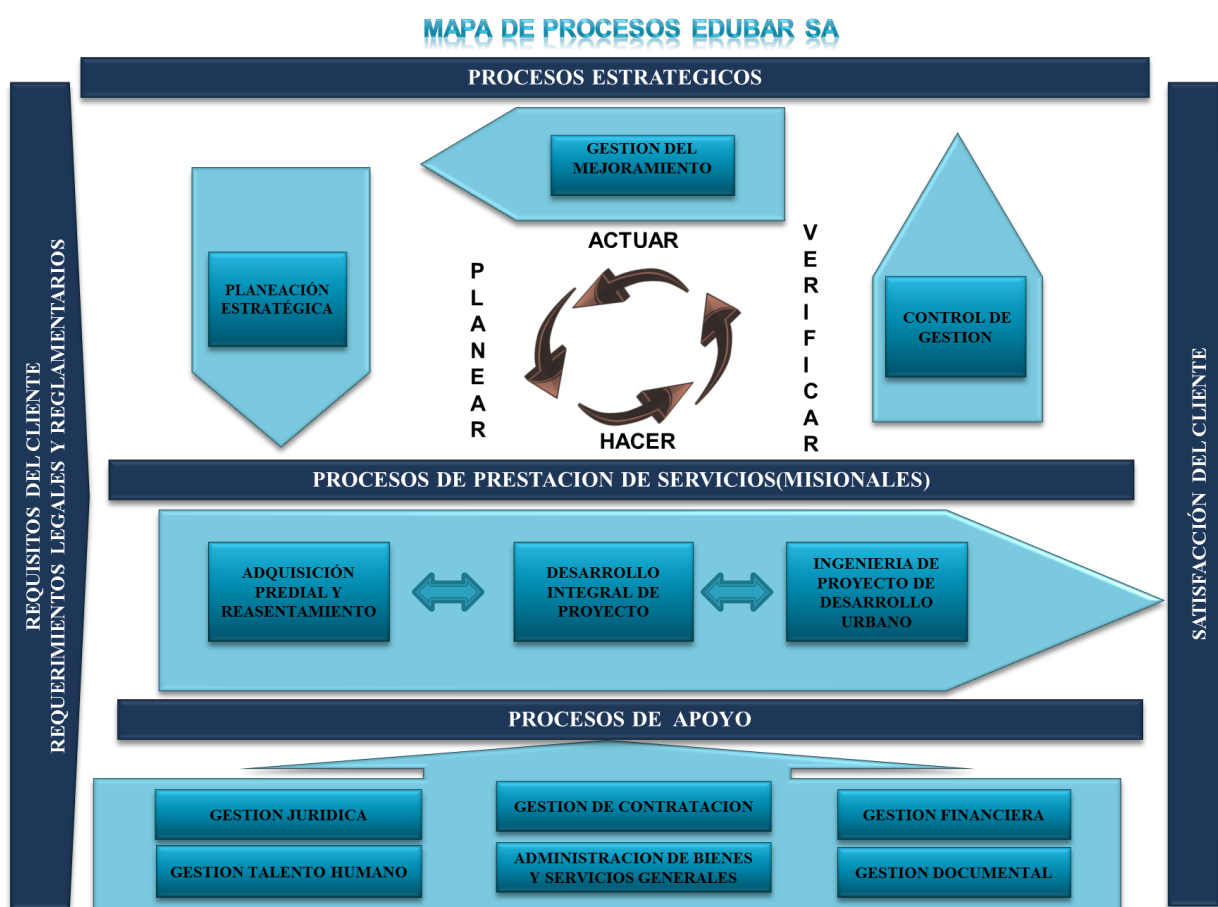 MAPA DE PROCESOS EDUBAR SA
PROCESOS ESTRATEGICOS
REQUISITOS DEL CLIENTE
REQUERIMIENTOS LEGALES Y REGLAMENTARIOS
GESTION DEL
MEJORAMIENTO
PLANEACIÓN
ESTRATÉGICA
ACTUAR
PLANEAR
VERIFICAR
HACER
CONTROL DE
GESTION
SATISFACCIÓN DEL CLIENTE
PROCESOS DE PRESTACION DE SERVICIOS(MISIONALES)
ADQUISICIÓN
PREDIAL Y
REASENTAMIENTO
DESARROLLO
INTEGRAL DE
PROYECTO
INGENIERIA DE
PROYECTO DE
DESARROLLO
URBANO
PROCESOS DE APOYO
GESTION JURIDICA
GESTION DE CONTRATACION
GESTION FINANCIERA
GESTION TALENTO HUMANO
ADMINISTRACION DE BIENES
Y SERVICIOS GENERALES
GESTION DOCUMENTAL